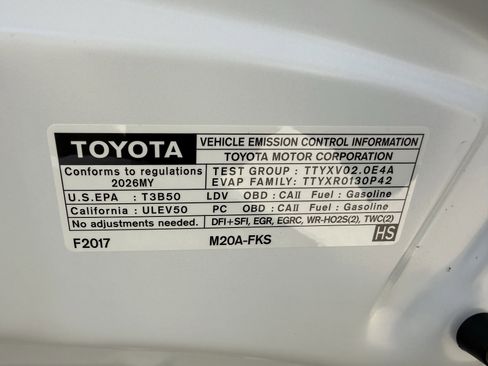 TOYOTA
VEHICLE EMISSION CONTROL INFORMATION
TOYOTA MOTOR CORPORATION
Conforms to regulations
2026MY
TEST GROUP : TTYXV02.0E4A
EVAP FAMILY: TTYXR0130P42
U.S.EPA : T3B50 LDV OBD : CAII Fuel : Gasoline
California : ULEV50 PC OBD : CAII Fuel : Gasoline
No adjustments needed. DFI+SFI, EGR, EGRC, WR-HO2S(2), TWC(2)
F2017 M20A-FKS HS